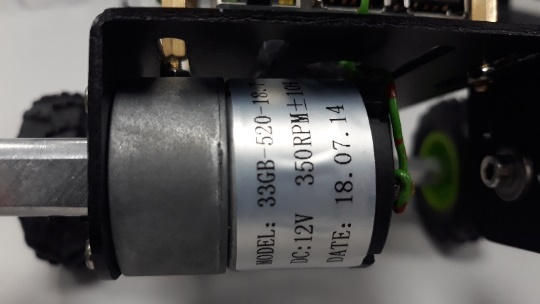 MODEL: 33GB-520-18.
DC:12V 350RPM±10%
DATE: 18.07.14